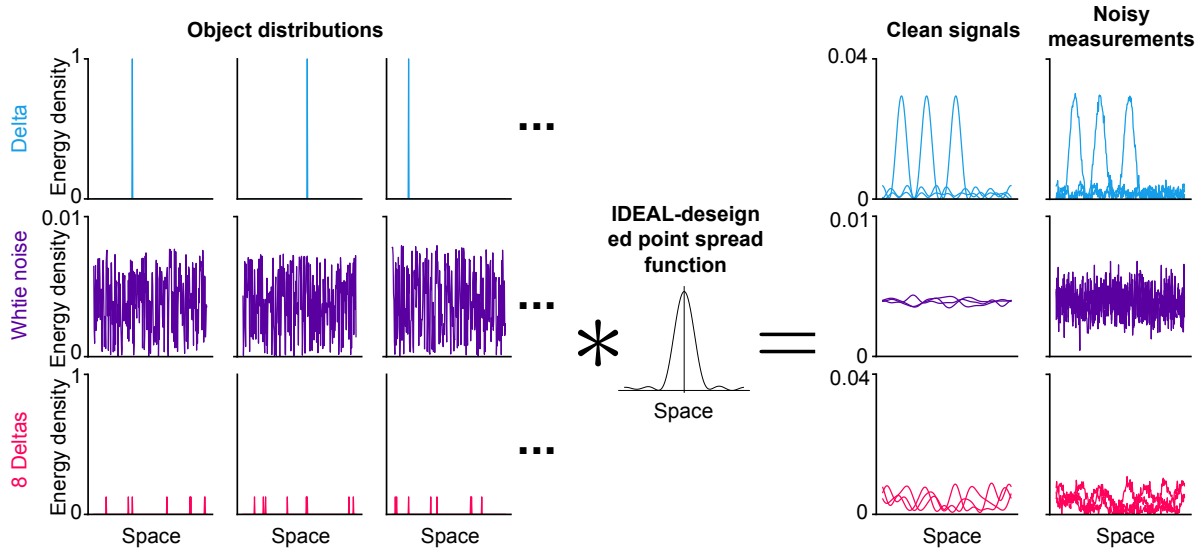 Object distributions
Clean signals
Noisy
measurements
Delta
Energy density
1
0
0.04
0
Whtie noise
Energy density
0.01
0
...
IDEAL-deseign
ed point spread
function
*
Space
=
0.01
0
8 Deltas
Energy density
1
0
...
...
0.04
0
Space
Space
Space
Space
Space